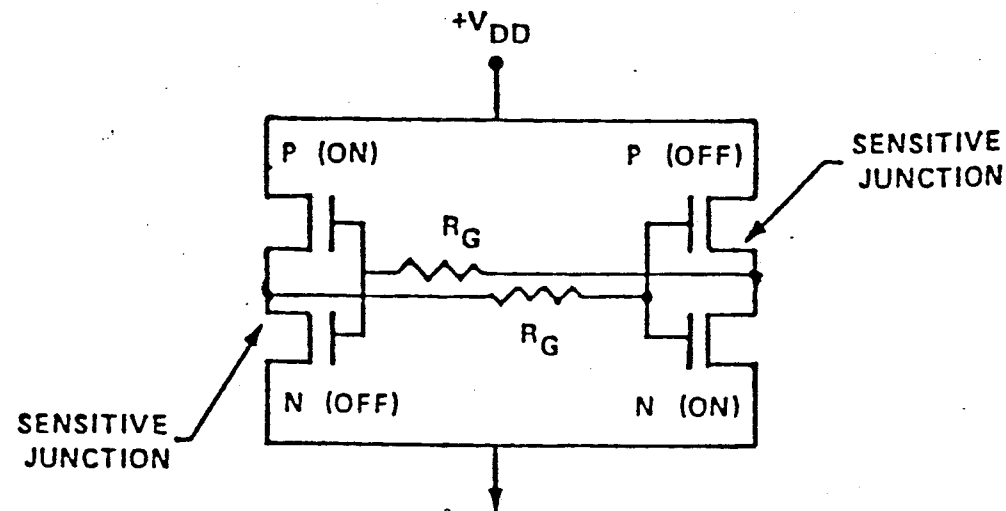 +VDD
P (ON)
P (OFF)
SENSITIVE
JUNCTION
RG
RG
N (OFF)
N (ON)
SENSITIVE
JUNCTION